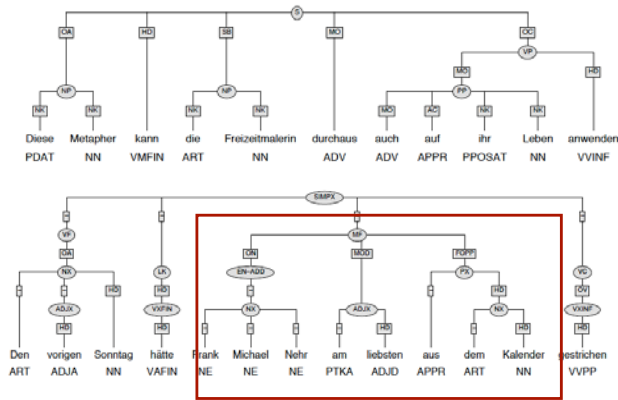 S
OA HD SB MO OC
VP
MO HD
NP NP PP
NK NK NK NK MO AC NK NK
Diese Metapher kann die Freizeitmalerin durchaus auch auf ihr Leben anwenden
PDAT NN VMFIN ART NN ADV ADV APPR PPOSAT NN VVINF
SIMPX
- - - -
VF MF
OA ON MOD FOPP
NX LK EN-ADD PX VC
- - HD HD - - HD OV
ADJX VXFIN NX ADJX NX VXINF
HD HD - - - - HD - HD HD
Den vorigen Sonntag hätte Frank Michael Nehr am liebsten aus dem Kalender gestrichen
ART ADJA NN VAFIN NE NE NE PTKA ADJD APPR ART NN VVPP